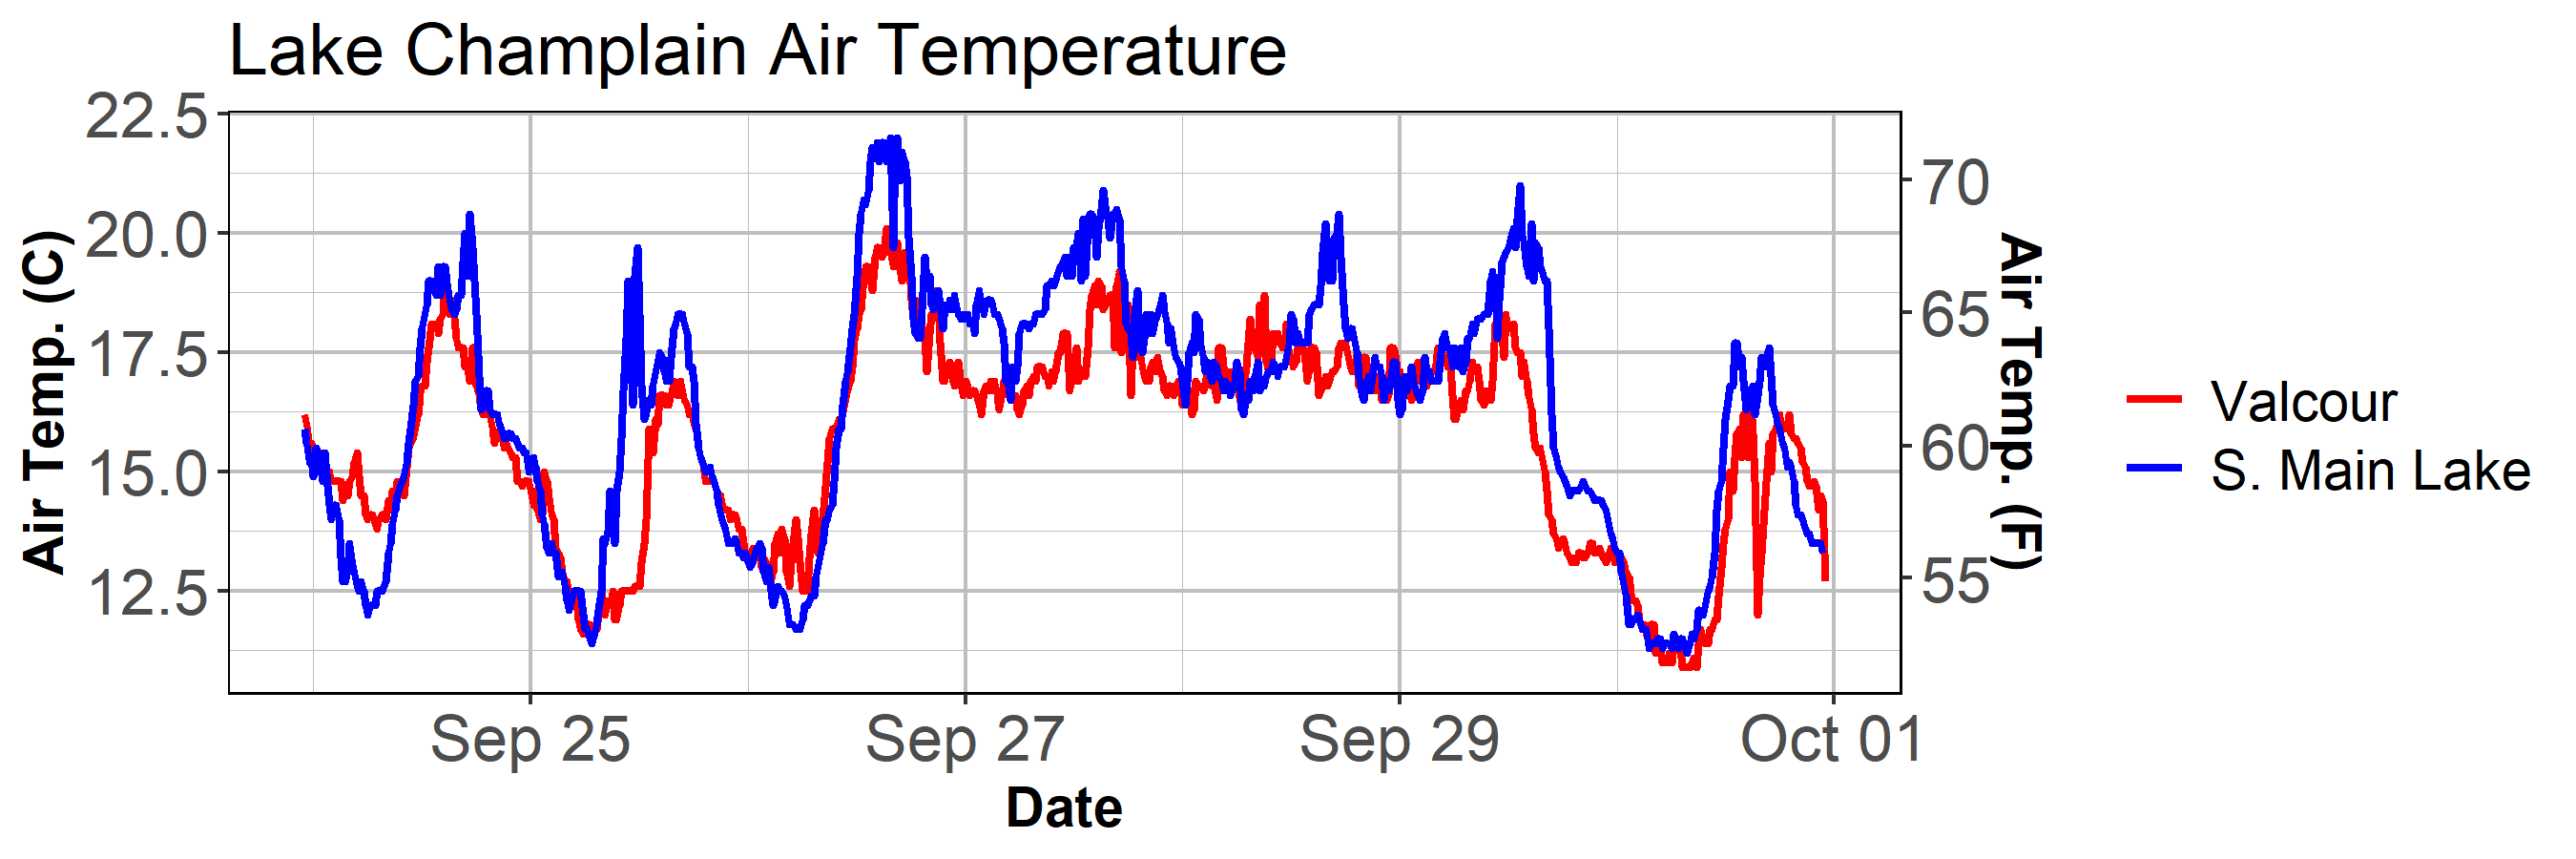 Lake Champlain Air Temperature
22.5
20.0
17.5
15.0
12.5
Air Temp. (C)
70
65
60
55
Air Temp. (F)
Sep 25
Sep 27
Sep 29
Oct 01
Date
Valcour
S. Main Lake